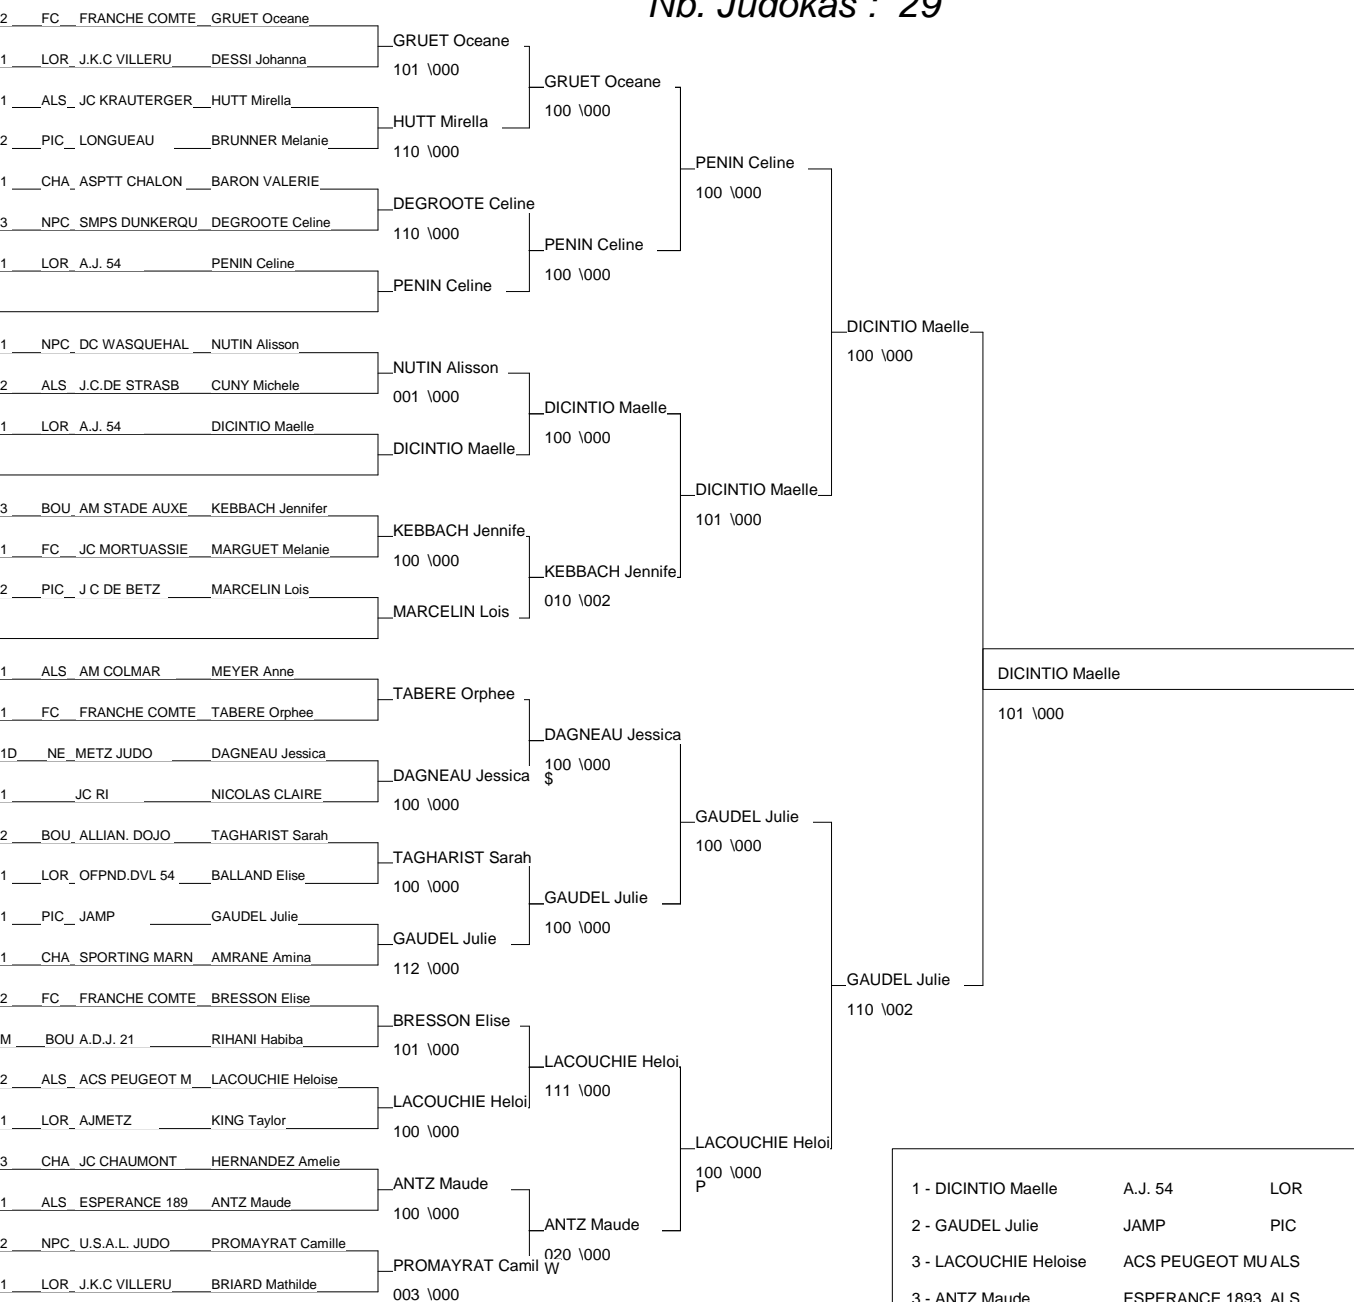 Nb. Judokas : 29
2 FC FRANCHE COMTE GRUET Oceane
GRUET Oceane
1 LOR J.K.C VILLERU DESSI Johanna
101 \000
GRUET Oceane
1 ALS JC KRAUTERGER HUTT Mirella
100 \000
HUTT Mirella
2 PIC LONGUEAU BRUNNER Melanie
110 \000
PENIN Celine
1 CHA ASPTT CHALON BARON VALERIE
100 \000
DEGROOTE Celine
3 NPC SMPS DUNKERQU DEGROOTE Celine
110 \000
PENIN Celine
1 LOR A.J. 54 PENIN Celine
100 \000
PENIN Celine
DICINTIO Maelle
1 NPC DC WASQUEHAL NUTIN Alisson
100 \000
NUTIN Alisson
2 ALS J.C.DE STRASB CUNY Michele
001 \000
DICINTIO Maelle
1 LOR A.J. 54 DICINTIO Maelle
100 \000
DICINTIO Maelle
DICINTIO Maelle
3 BOU AM STADE AUXE KEBBACH Jennifer
101 \000
KEBBACH Jennife
1 FC JC MORTUASSIE MARGUET Melanie
100 \000
KEBBACH Jennife
2 PIC J C DE BETZ MARCELIN Lois
010 \002
MARCELIN Lois
1 ALS AM COLMAR MEYER Anne
DICINTIO Maelle
TABERE Orphee
1 FC FRANCHE COMTE TABERE Orphee
101 \000
DAGNEAU Jessica
1D NE METZ JUDO DAGNEAU Jessica
100 \000
$
DAGNEAU Jessica
1 JC RI NICOLAS CLAIRE
100 \000
GAUDEL Julie
2 BOU ALLIAN. DOJO TAGHARIST Sarah
100 \000
TAGHARIST Sarah
1 LOR OFPND.DVL 54 BALLAND Elise
100 \000
GAUDEL Julie
1 PIC JAMP GAUDEL Julie
100 \000
GAUDEL Julie
1 CHA SPORTING MARN AMRANE Amina
112 \000
GAUDEL Julie
2 FC FRANCHE COMTE BRESSON Elise
110 \002
BRESSON Elise
M BOU A.D.J. 21 RIHANI Habiba
101 \000
LACOUCHIE Heloi
2 ALS ACS PEUGEOT M LACOUCHIE Heloise
111 \000
LACOUCHIE Heloi
1 LOR AJMETZ KING Taylor
100 \000
LACOUCHIE Heloi
3 CHA JC CHAUMONT HERNANDEZ Amelie
100 \000
P
ANTZ Maude
1 - DICINTIO Maelle A.J. 54 LOR
1 ALS ESPERANCE 189 ANTZ Maude
100 \000
ANTZ Maude
2 - GAUDEL Julie JAMP PIC
2 NPC U.S.A.L. JUDO PROMAYRAT Camille
020 \000
W
PROMAYRAT Camil
3 - LACOUCHIE Heloise ACS PEUGEOT MU ALS
1 LOR J.K.C VILLERU BRIARD Mathilde
003 \000
3 - ANTZ Maude ESPERANCE 1893 ALS